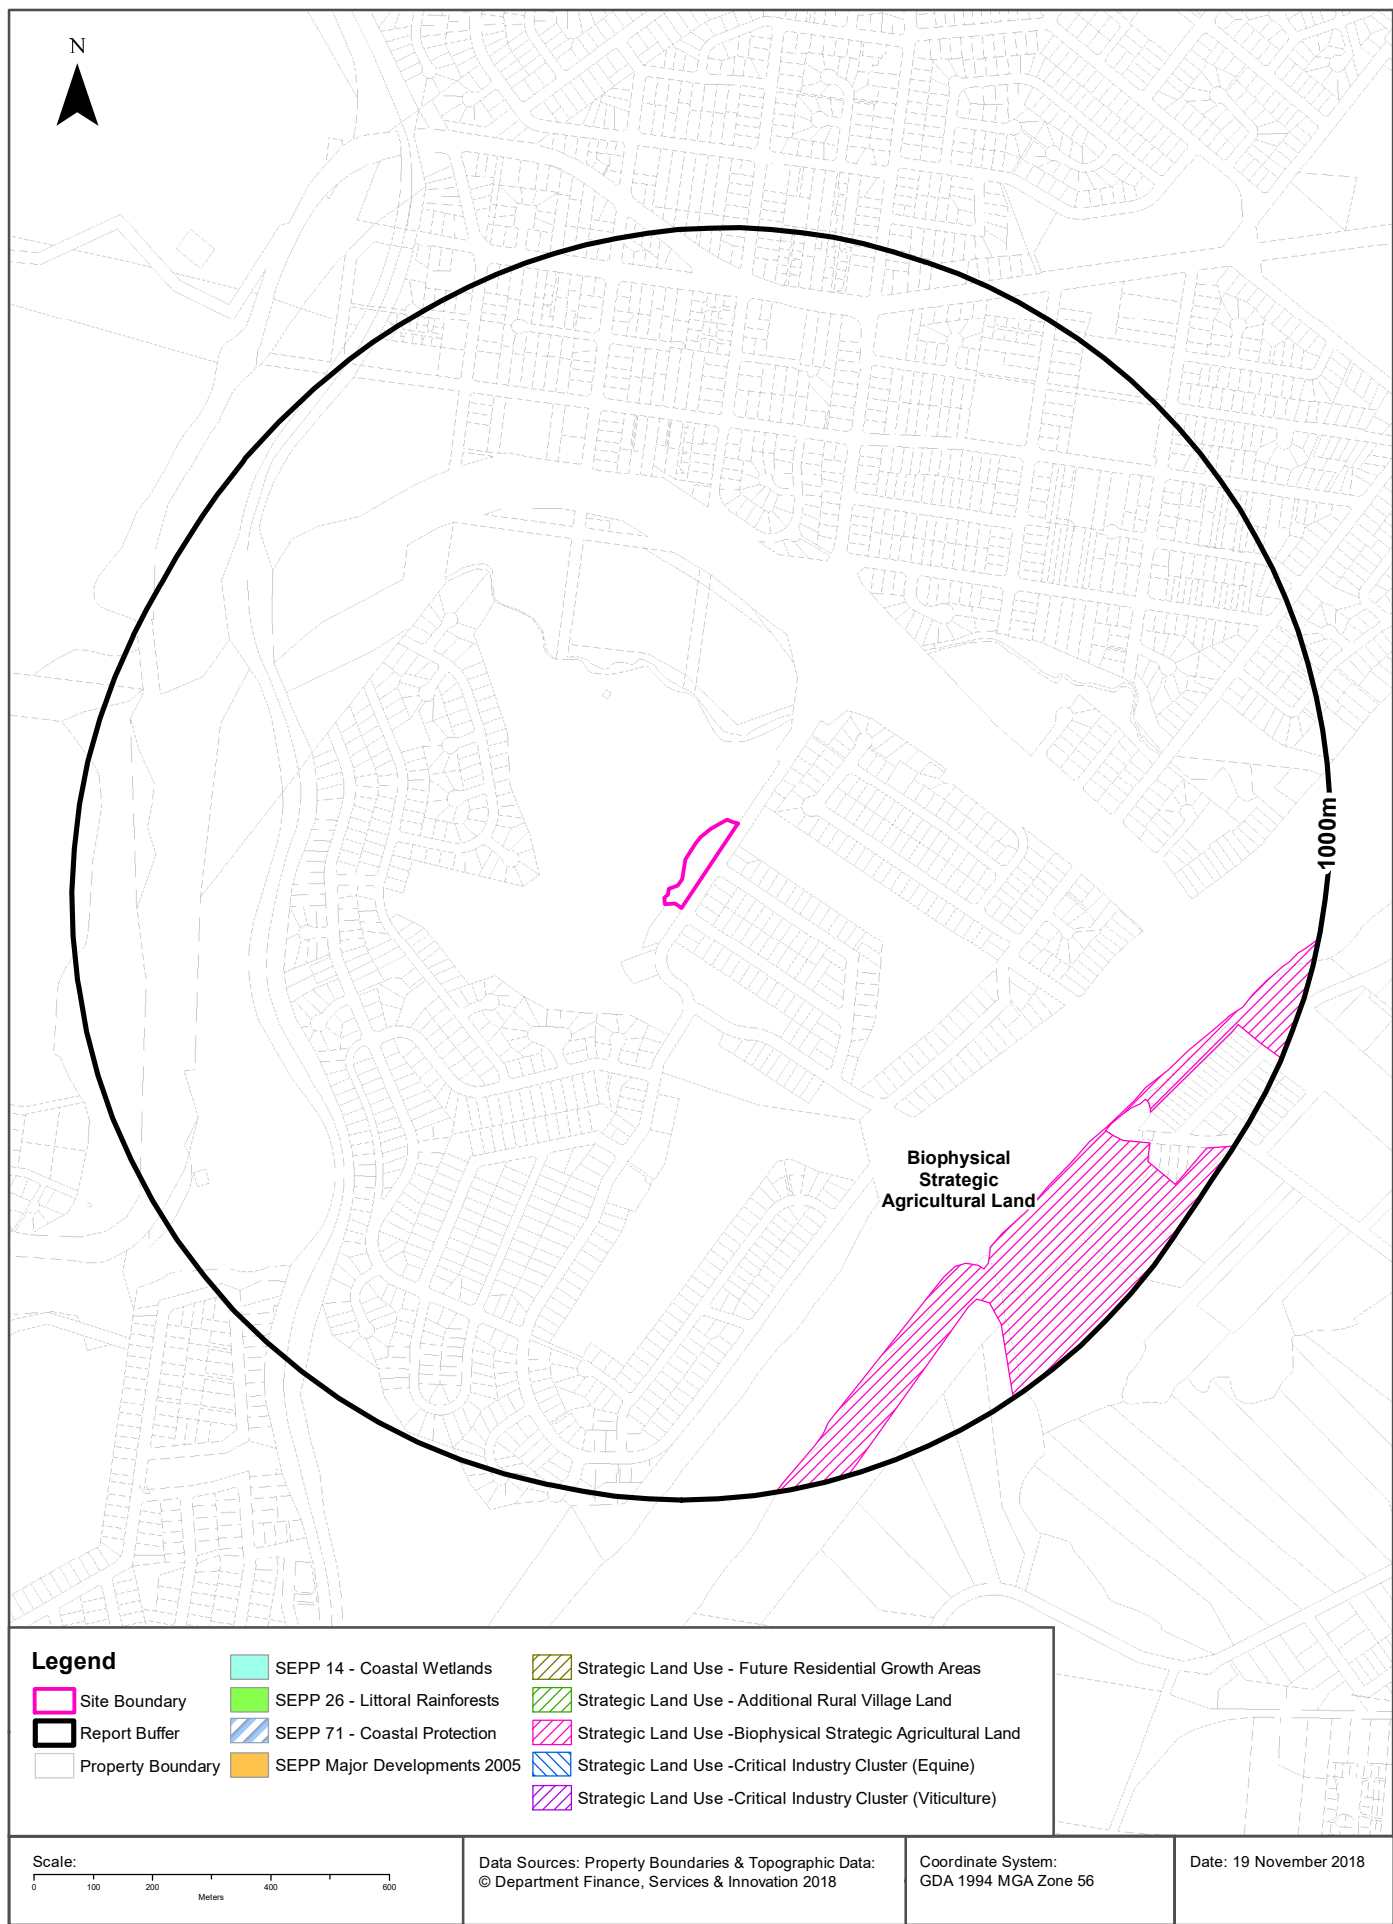 N
1000m
Biophysical
Strategic
Agricultural Land
Legend
Site Boundary
Report Buffer
Property Boundary
SEPP 14 - Coastal Wetlands
SEPP 26 - Littoral Rainforests
SEPP 71 - Coastal Protection
SEPP Major Developments 2005
Strategic Land Use - Future Residential Growth Areas
Strategic Land Use - Additional Rural Village Land
Strategic Land Use -Biophysical Strategic Agricultural Land
Strategic Land Use -Critical Industry Cluster (Equine)
Strategic Land Use -Critical Industry Cluster (Viticulture)
Scale:
0 100 200 400 600
Meters
Data Sources: Property Boundaries & Topographic Data:
© Department Finance, Services & Innovation 2018
Coordinate System:
GDA 1994 MGA Zone 56
Date: 19 November 2018